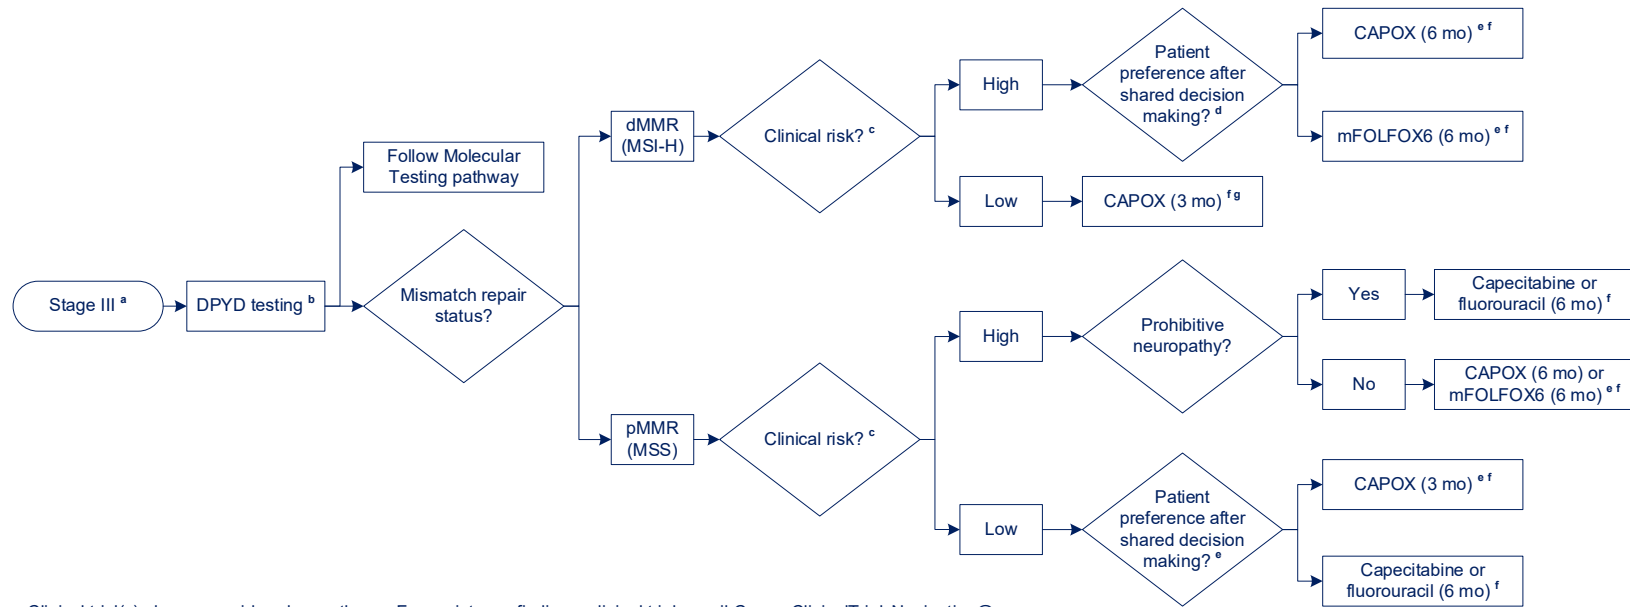 Stage III a
DPYD testing b
Follow Molecular
Testing pathway
Mismatch repair
status?
dMMR
(MSI-H)
Clinical risk? c
High
Patient
preference after
shared decision
making? d
CAPOX (6 mo) e f
mFOLFOX6 (6 mo) e f
Low
CAPOX (3 mo) f g
pMMR
(MSS)
Clinical risk? c
High
Prohibitive
neuropathy?
Yes
Capecitabine or
fluorouracil (6 mo) f
No
CAPOX (6 mo) or
mFOLFOX6 (6 mo) e f
Low
Patient
preference after
shared decision
making? e
CAPOX (3 mo) e f
Capecitabine or
fluorouracil (6 mo) f